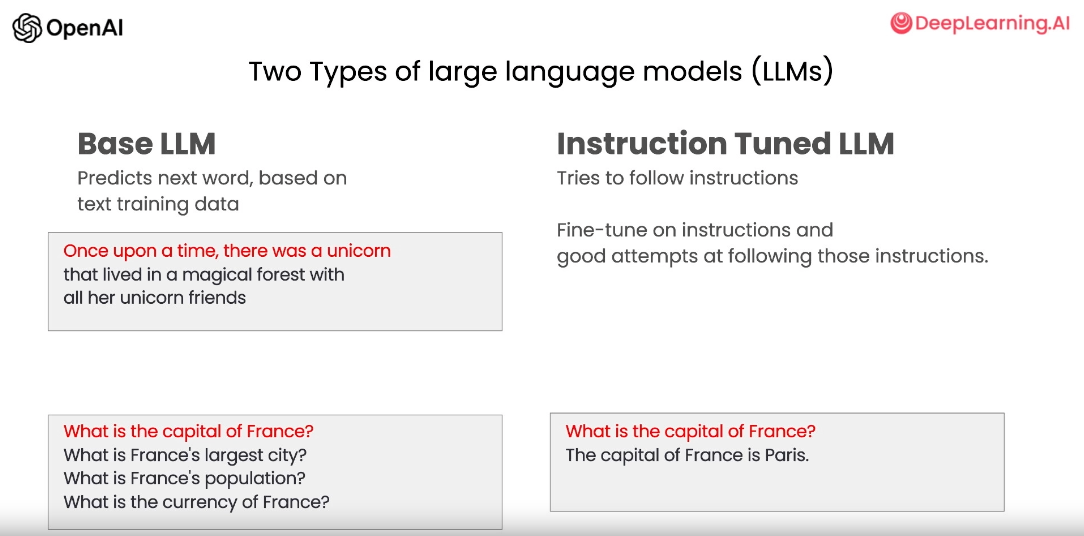 OpenAI
DeepLearning.AI
Two Types of large language models (LLMs)
Base LLM
Predicts next word, based on
text training data
Once upon a time, there was a unicorn
that lived in a magical forest with
all her unicorn friends
What is the capital of France?
What is France's largest city?
What is France's population?
What is the currency of France?
Instruction Tuned LLM
Tries to follow instructions
Fine-tune on instructions and
good attempts at following those instructions.
What is the capital of France?
The capital of France is Paris.